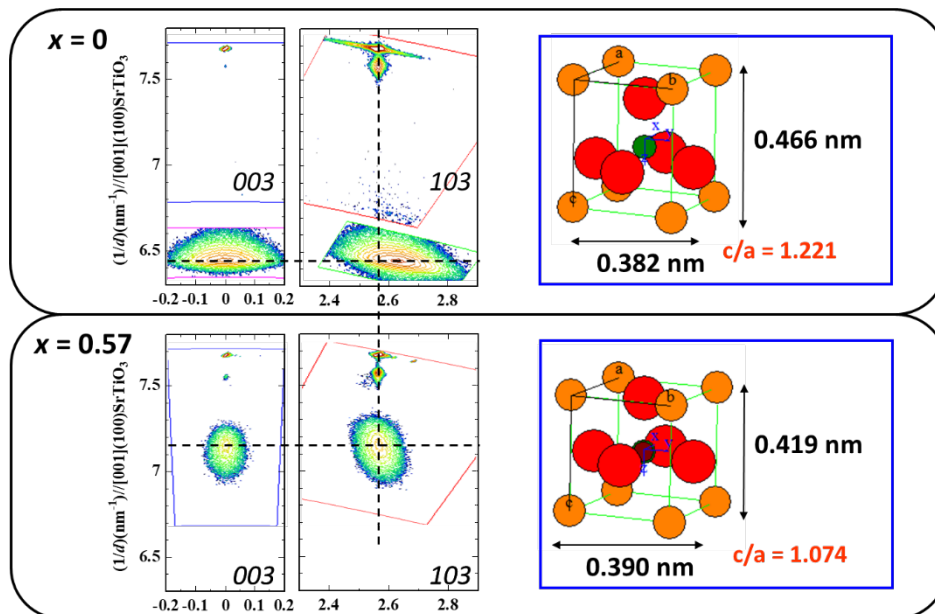 x = 0
(1/d)(nm⁻¹)//[001](100)SrTiO₃
7.5
7
6.5
003
-0.2 -0.1 0 0.1 0.2
103
2.4 2.6 2.8
a
b
x
y
c
0.466 nm
0.382 nm
c/a = 1.221
x = 0.57
(1/d)(nm⁻¹)//[001](100)SrTiO₃
7.5
7
6.5
003
-0.2 -0.1 0 0.1 0.2
103
2.4 2.6 2.8
a
b
x
y
c
0.419 nm
0.390 nm
c/a = 1.074